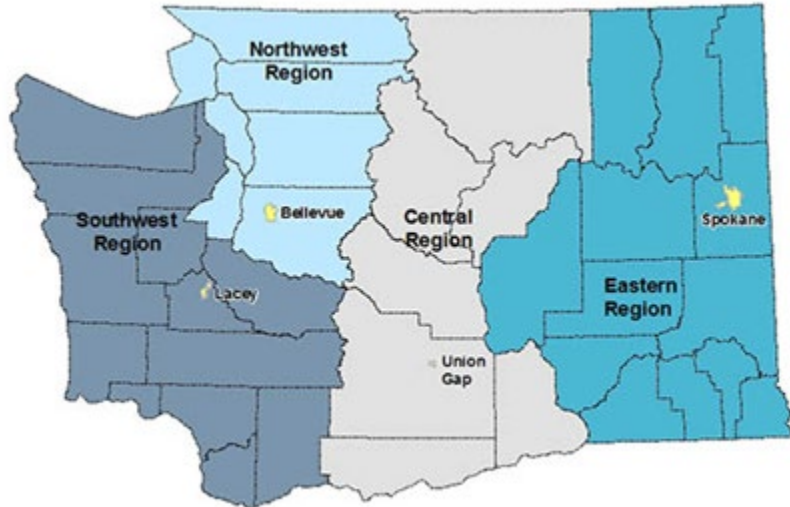 Northwest
Region
Southwest
Region
Bellevue
Central
Region
Spokane
Lacey
Eastern
Region
Union
Gap